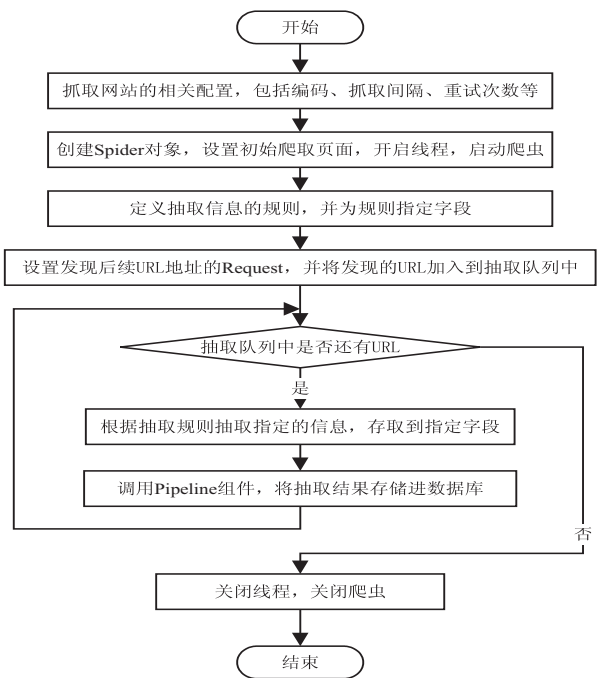 开始
抓取网站的相关配置，包括编码、抓取间隔、重试次数等
创建Spider对象，设置初始爬取页面，开启线程，启动爬虫
定义抽取信息的规则，并为规则指定字段
设置发现后续URL地址的Request，并将发现的URL加入到抽取队列中
抽取队列中是否还有URL
是
根据抽取规则抽取指定的信息，存取到指定字段
调用Pipeline组件，将抽取结果存储进数据库
否
关闭线程，关闭爬虫
结束